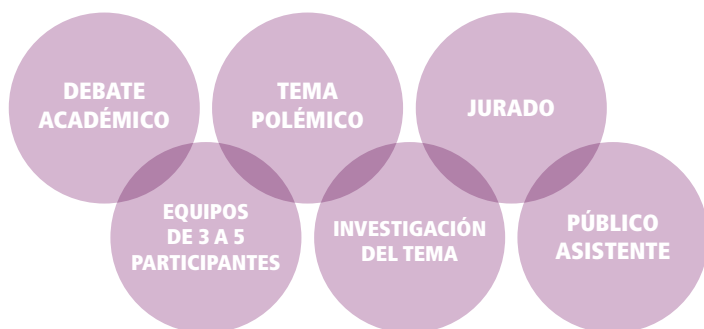 DEBATE
ACADÉMICO
TEMA
POLÉMICO
JURADO
EQUIPOS
DE 3 A 5
PARTICIPANTES
INVESTIGACIÓN
DEL TEMA
PÚBLICO
ASISTENTE